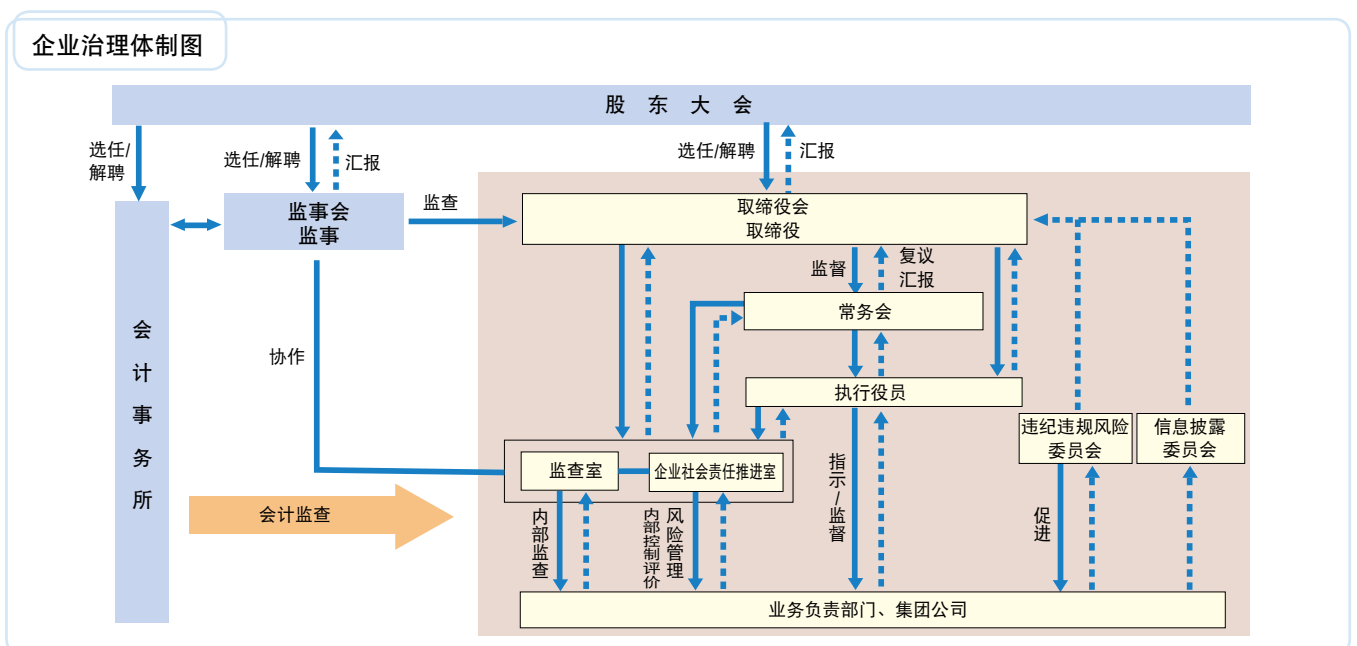 企业治理体制图
股东大会
选任/
解聘
选任/解聘
汇报
选任/解聘
汇报
监事会
监事
监查
取缔役会
取缔役
监督
复议
汇报
常务会
会计事务所
协作
执行役员
违纪违规风险
委员会
信息披露
委员会
监查室
企业社会责任推进室
会计监查
内部监查
内部控制评价
风险管理
指示/监督
促进
业务负责部门、集团公司